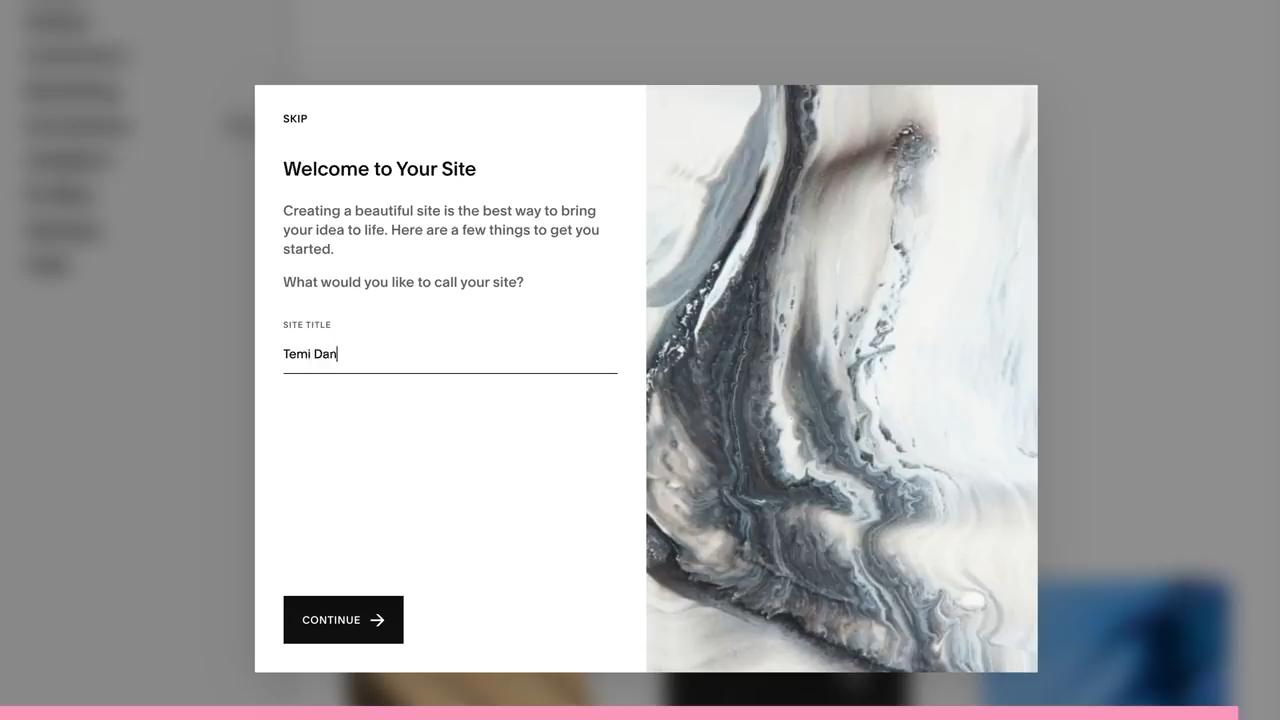 SKIP
Welcome to Your Site
Creating a beautiful site is the best way to bring
your idea to life. Here are a few things to get you
started.
What would you like to call your site?
SITE TITLE
Temi Dan
CONTINUE